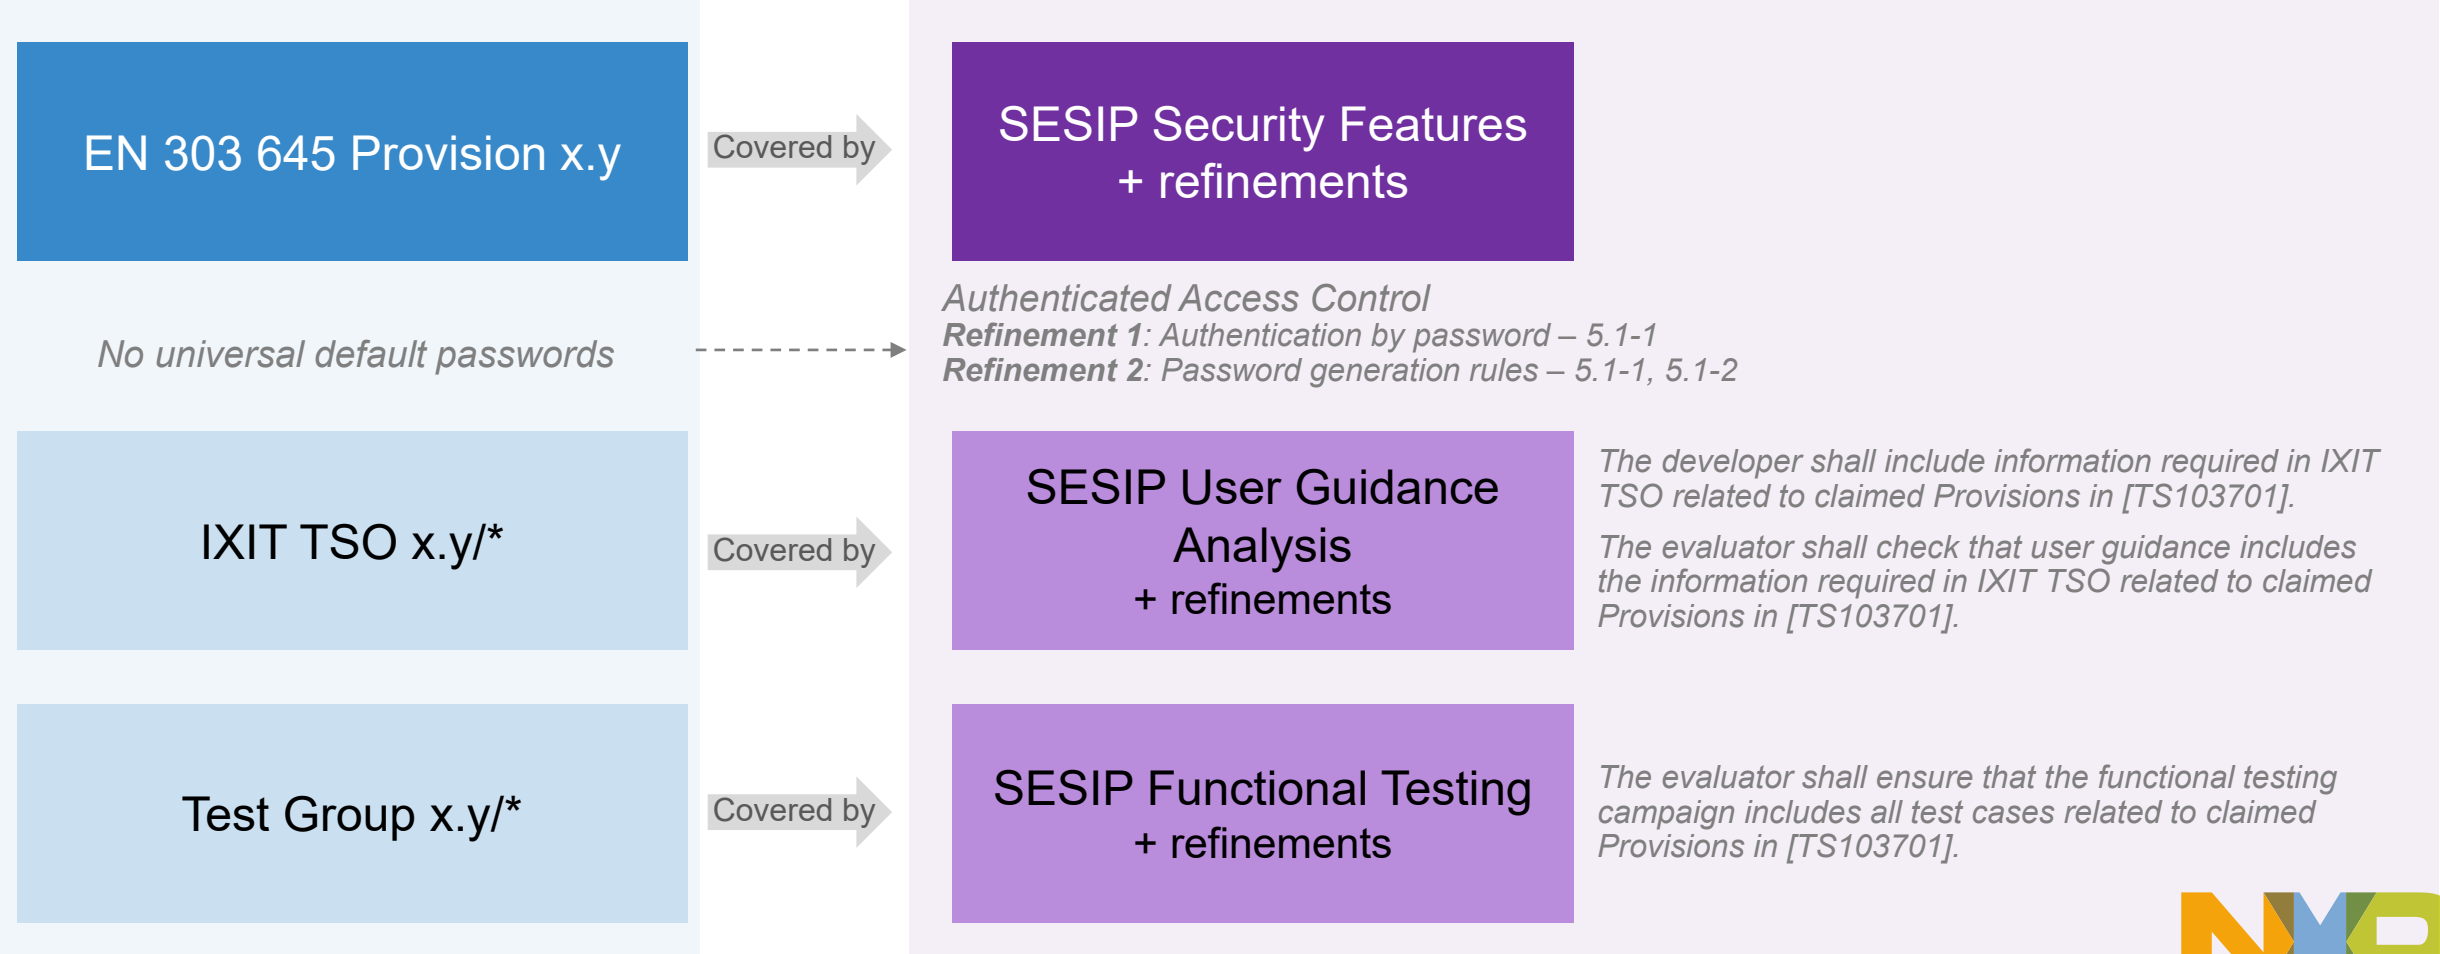 EN 303 645 Provision x.y
Covered by
SESIP Security Features
+ refinements
No universal default passwords
Authenticated Access Control
Refinement 1: Authentication by password – 5.1-1
Refinement 2: Password generation rules – 5.1-1, 5.1-2
IXIT TSO x.y/*
Covered by
SESIP User Guidance
Analysis
+ refinements
The developer shall include information required in IXIT
TSO related to claimed Provisions in [TS103701].
The evaluator shall check that user guidance includes
the information required in IXIT TSO related to claimed
Provisions in [TS103701].
Test Group x.y/*
Covered by
SESIP Functional Testing
+ refinements
The evaluator shall ensure that the functional testing
campaign includes all test cases related to claimed
Provisions in [TS103701].
NXP